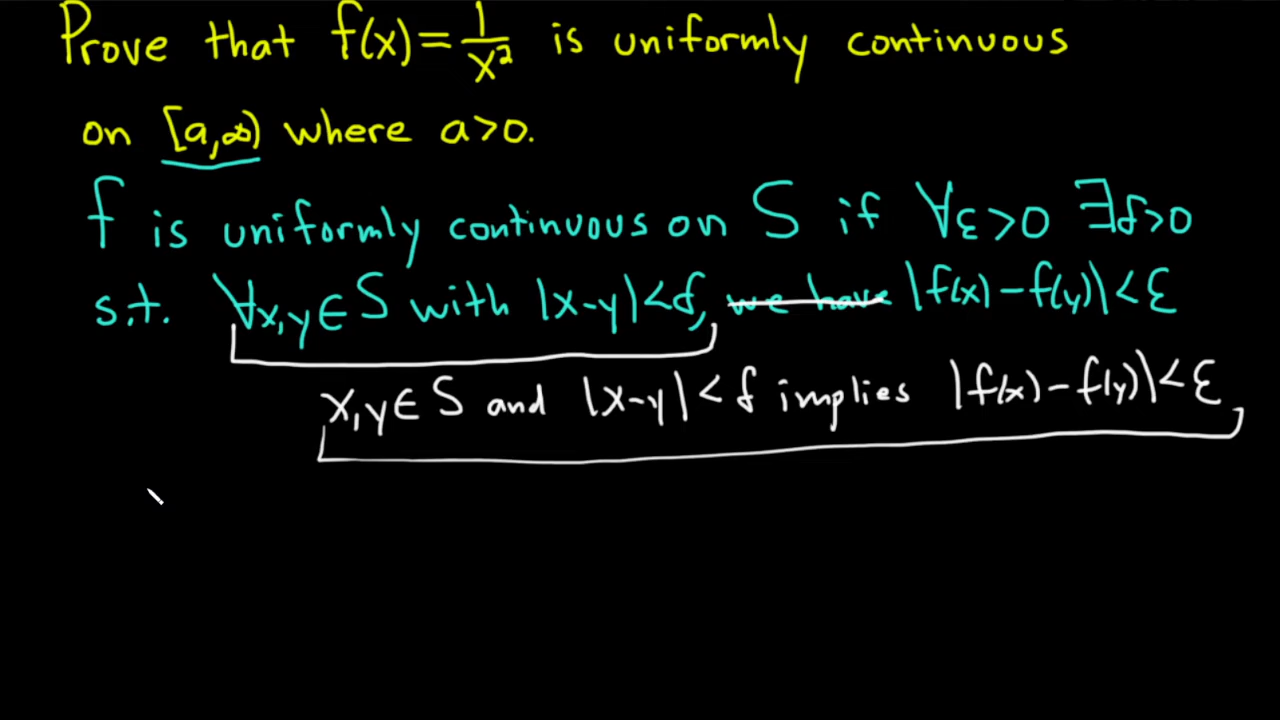 Prove that f(x) = 1/x² is uniformly continuous
on [a,∞) where a>0.
f is uniformly continuous on S if ∀ε>0 ∃δ>0
s.t. ∀x,y∈S with |x-y|<δ, we have |f(x)-f(y)|<ε
x,y∈S and |x-y|<δ implies |f(x)-f(y)|<ε